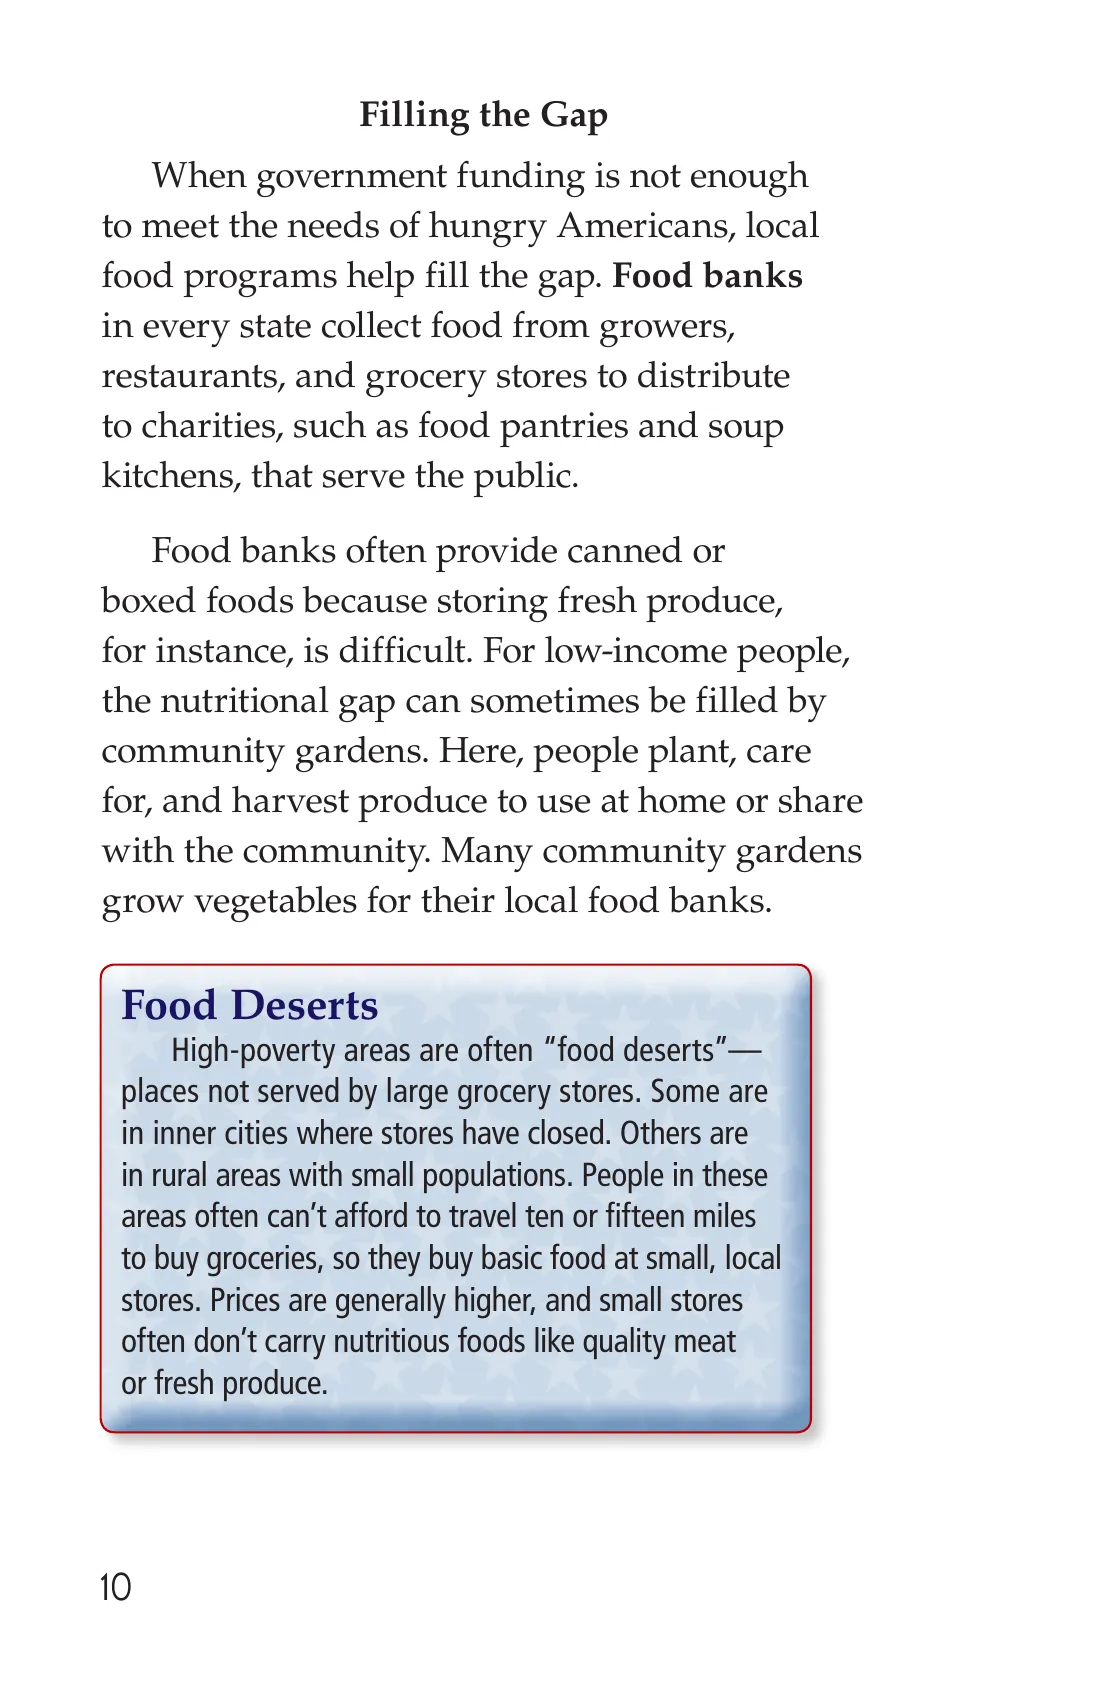 Filling the Gap
When government funding is not enough
to meet the needs of hungry Americans, local
food programs help fill the gap. Food banks
in every state collect food from growers,
restaurants, and grocery stores to distribute
to charities, such as food pantries and soup
kitchens, that serve the public.
Food banks often provide canned or
boxed foods because storing fresh produce,
for instance, is difficult. For low-income people,
the nutritional gap can sometimes be filled by
community gardens. Here, people plant, care
for, and harvest produce to use at home or share
with the community. Many community gardens
grow vegetables for their local food banks.
Food Deserts
High-poverty areas are often “food deserts”—
places not served by large grocery stores. Some are
in inner cities where stores have closed. Others are
in rural areas with small populations. People in these
areas often can’t afford to travel ten or fifteen miles
to buy groceries, so they buy basic food at small, local
stores. Prices are generally higher, and small stores
often don’t carry nutritious foods like quality meat
or fresh produce.
10